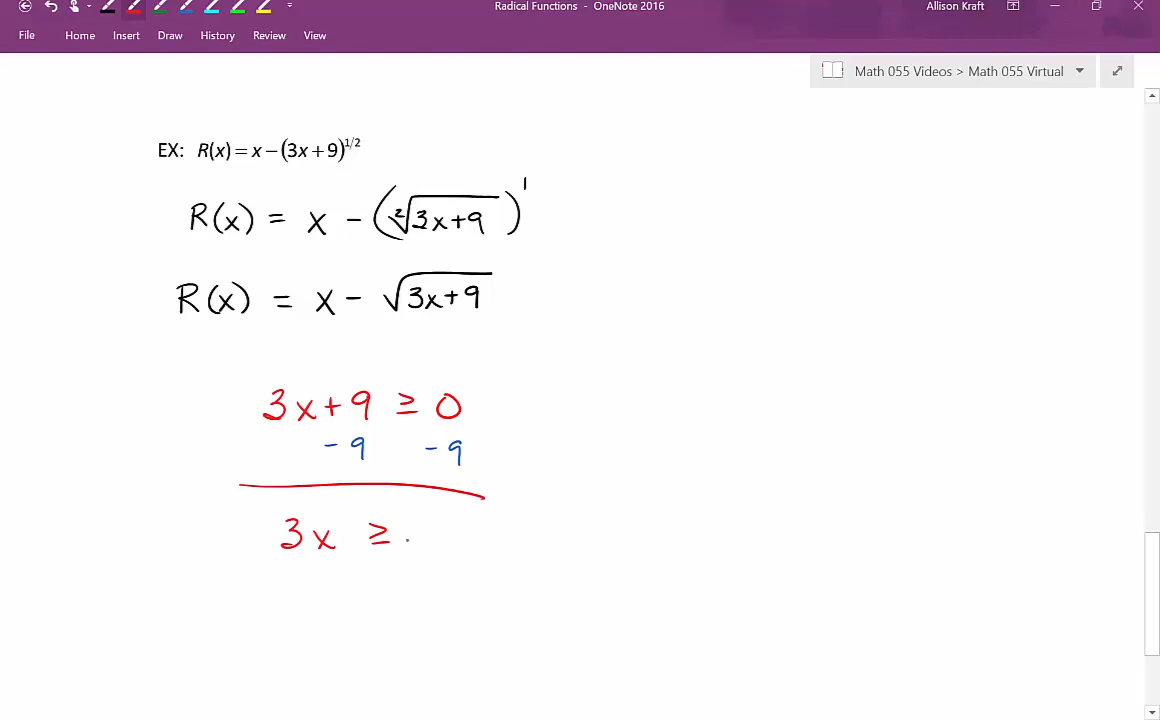 Radical Functions - OneNote 2016
Allison Kraft
File Home Insert Draw History Review View
Math 055 Videos > Math 055 Virtual
EX: R(x) = x − (3x + 9)^1/2
R(x) = x − (²√3x+9)^1
R(x) = x − √3x+9
3x+9 ≥ 0
−9 −9
3x ≥